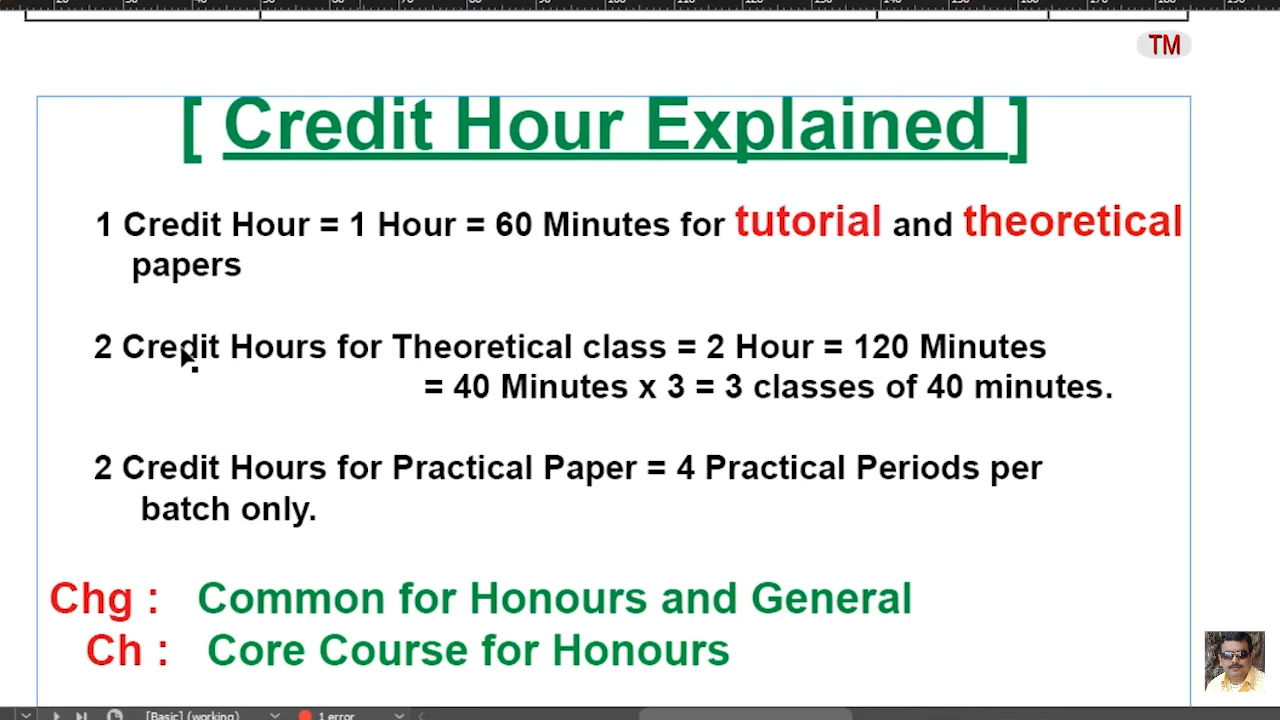 TM
[ Credit Hour Explained ]
1 Credit Hour = 1 Hour = 60 Minutes for tutorial and theoretical
papers
2 Credit Hours for Theoretical class = 2 Hour = 120 Minutes
= 40 Minutes x 3 = 3 classes of 40 minutes.
2 Credit Hours for Practical Paper = 4 Practical Periods per
batch only.
Chg : Common for Honours and General
Ch : Core Course for Honours
[Basic] (working) 1 error